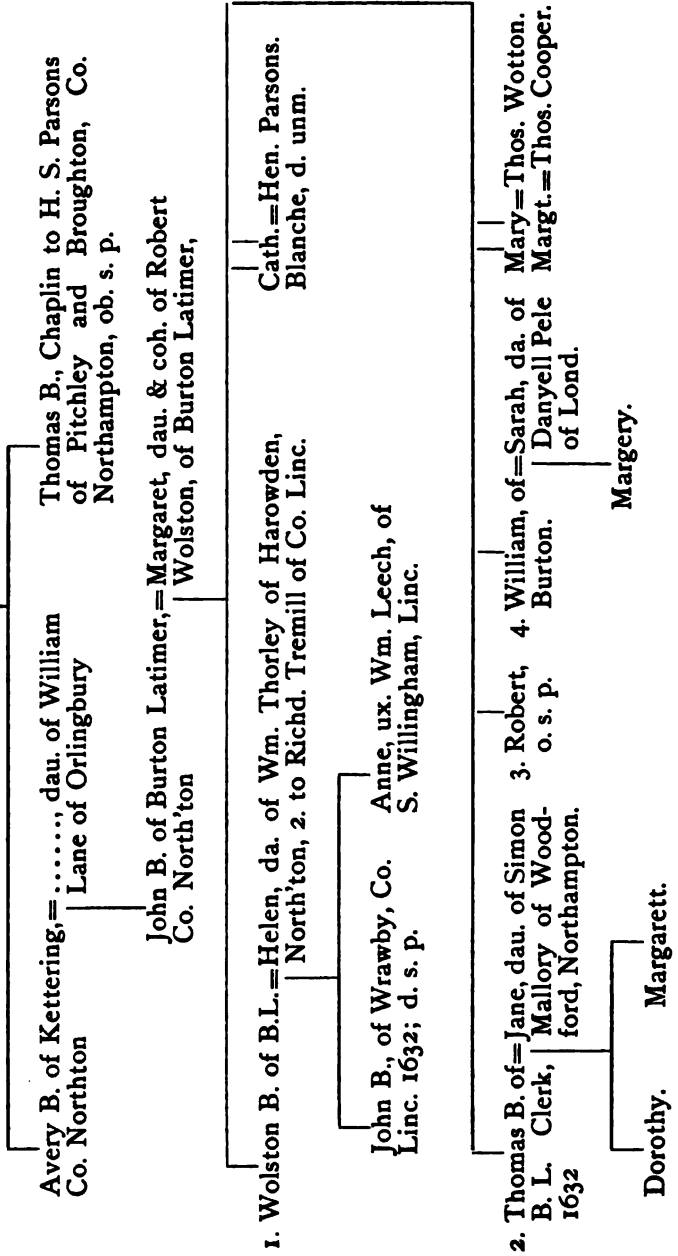 Avery B. of Kettering,=......, dau. of William
Co. Northton
Lane of Orlingbury
Thomas B., Chaplin to H. S. Parsons
of Pitchley and Broughton, Co.
Northampton, ob. s. p.
John B. of Burton Latimer,=Margaret, dau. & coh. of Robert
Co. North'ton
Wolston, of Burton Latimer,
1. Wolston B. of B.L.=Helen, da. of Wm. Thorley of Harowden,
North'ton, 2. to Richd. Tremill of Co. Linc.
Cath.=Hen. Parsons.
Blanche, d. unm.
John B., of Wrawby, Co.
Linc. 1632; d. s. p.
Anne, ux. Wm. Leech, of
S. Willingham, Linc.
2. Thomas B. of=Jane, dau. of Simon
B. L. Clerk,
1632
Mallory of Wood-
ford, Northampton.
3. Robert,
o. s. p.
4. William, of=Sarah, da. of
Burton.
Danyell Pele
of Lond.
Mary=Thos. Wotton.
Margt.=Thos. Cooper.
Dorothy.
Margarett.
Margery.